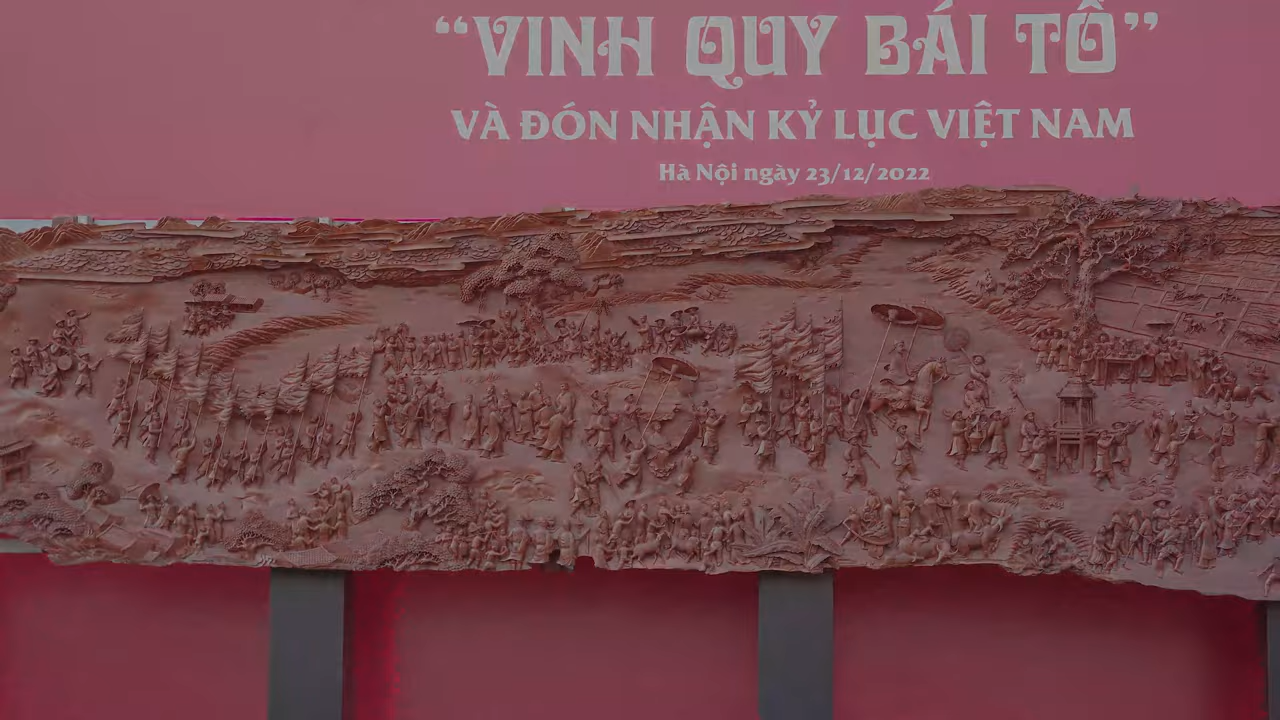 “VINH QUY BÁI TỔ”
VÀ ĐÓN NHẬN KỶ LỤC VIỆT NAM
Hà Nội ngày 23/12/2022